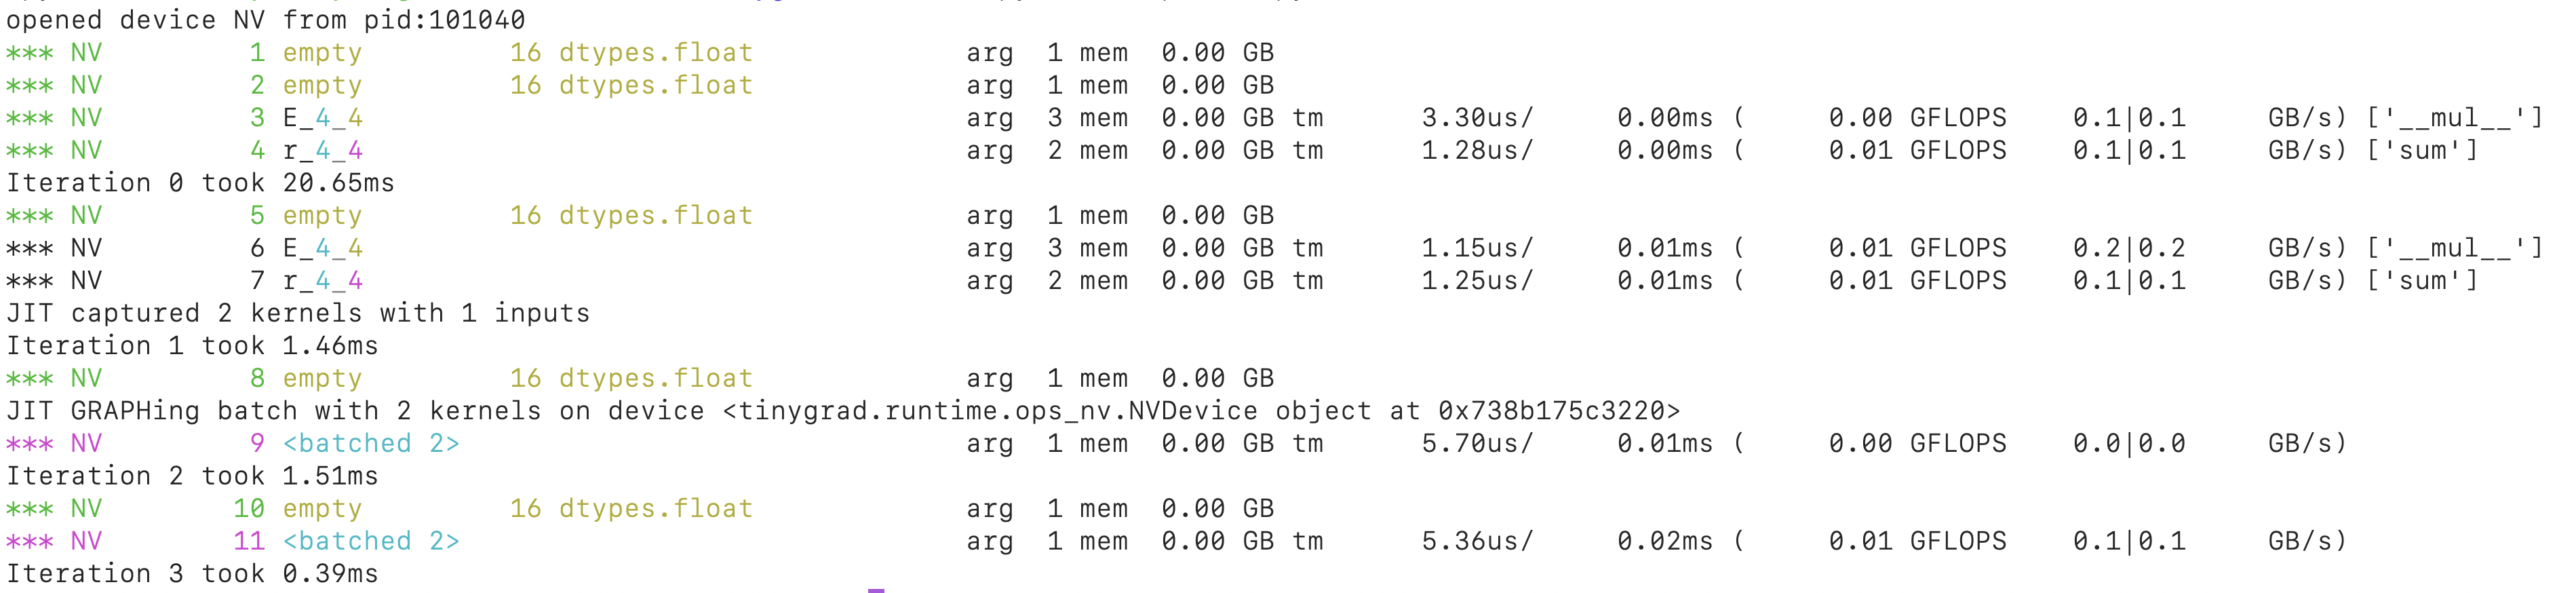 opened device NV from pid:101040
*** NV 1 empty 16 dtypes.float arg 1 mem 0.00 GB
*** NV 2 empty 16 dtypes.float arg 1 mem 0.00 GB
*** NV 3 E_4_4 arg 3 mem 0.00 GB tm 3.30us/ 0.00ms ( 0.00 GFLOPS 0.1|0.1 GB/s) ['__mul__']
*** NV 4 r_4_4 arg 2 mem 0.00 GB tm 1.28us/ 0.00ms ( 0.01 GFLOPS 0.1|0.1 GB/s) ['sum']
Iteration 0 took 20.65ms
*** NV 5 empty 16 dtypes.float arg 1 mem 0.00 GB
*** NV 6 E_4_4 arg 3 mem 0.00 GB tm 1.15us/ 0.01ms ( 0.01 GFLOPS 0.2|0.2 GB/s) ['__mul__']
*** NV 7 r_4_4 arg 2 mem 0.00 GB tm 1.25us/ 0.01ms ( 0.01 GFLOPS 0.1|0.1 GB/s) ['sum']
JIT captured 2 kernels with 1 inputs
Iteration 1 took 1.46ms
*** NV 8 empty 16 dtypes.float arg 1 mem 0.00 GB
JIT GRAPHing batch with 2 kernels on device <tinygrad.runtime.ops_nv.NVDevice object at 0x738b175c3220>
*** NV 9 <batched 2> arg 1 mem 0.00 GB tm 5.70us/ 0.01ms ( 0.00 GFLOPS 0.0|0.0 GB/s)
Iteration 2 took 1.51ms
*** NV 10 empty 16 dtypes.float arg 1 mem 0.00 GB
*** NV 11 <batched 2> arg 1 mem 0.00 GB tm 5.36us/ 0.02ms ( 0.01 GFLOPS 0.1|0.1 GB/s)
Iteration 3 took 0.39ms